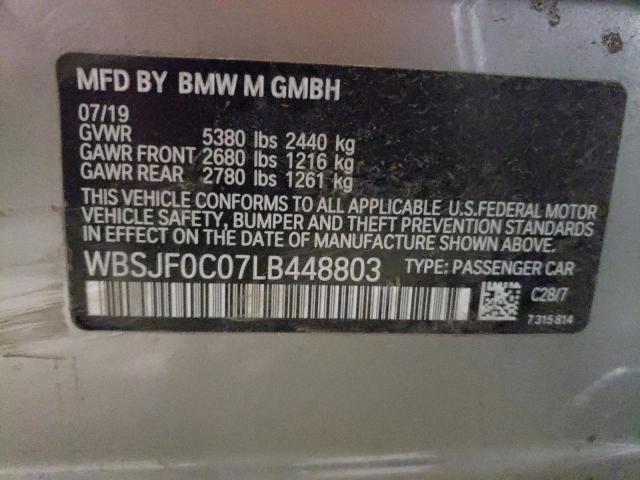 MFD BY BMW M GMBH
07/19
GVWR 5380 lbs 2440 kg
GAWR FRONT 2680 lbs 1216 kg
GAWR REAR 2780 lbs 1261 kg
THIS VEHICLE CONFORMS TO ALL APPLICABLE U.S.FEDERAL MOTOR
VEHICLE SAFETY, BUMPER AND THEFT PREVENTION STANDARDS
IN EFFECT ON THE DATE OF MANUFACTURE SHOWN ABOVE.
WBSJF0C07LB448803 TYPE: PASSENGER CAR
C28/7
7 315 814